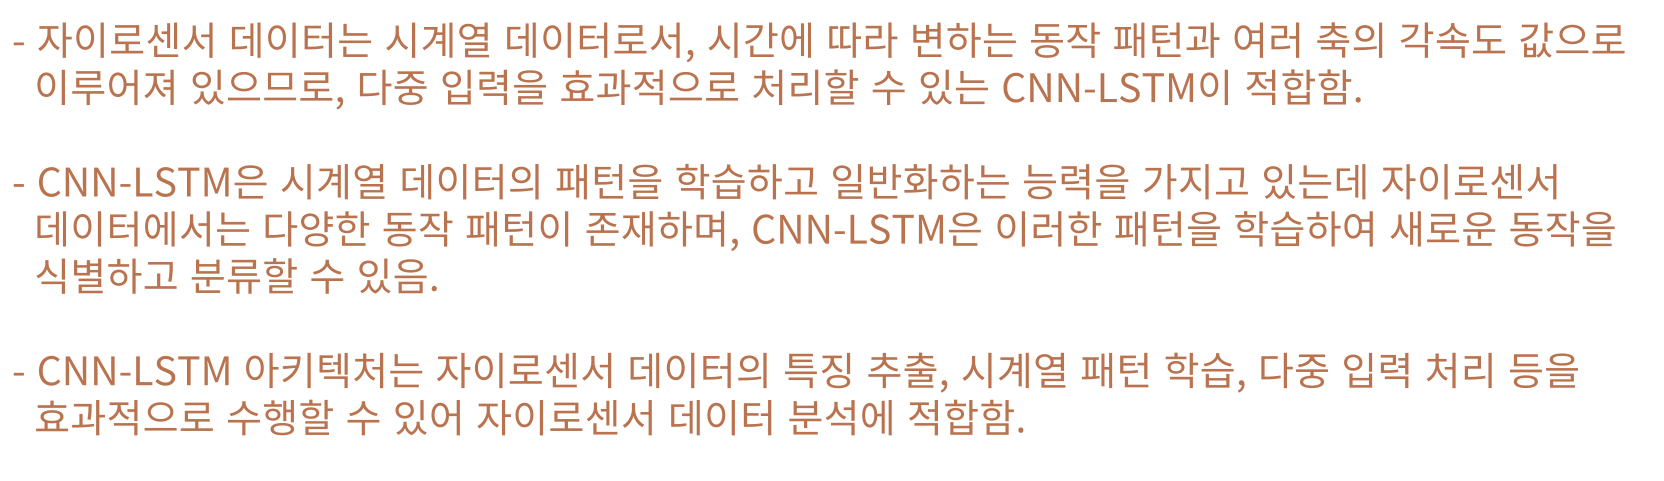 - 자이로센서 데이터는 시계열 데이터로서, 시간에 따라 변하는 동작 패턴과 여러 축의 각속도 값으로
이루어져 있으므로, 다중 입력을 효과적으로 처리할 수 있는 CNN-LSTM이 적합함.
- CNN-LSTM은 시계열 데이터의 패턴을 학습하고 일반화하는 능력을 가지고 있는데 자이로센서
데이터에서는 다양한 동작 패턴이 존재하며, CNN-LSTM은 이러한 패턴을 학습하여 새로운 동작을
식별하고 분류할 수 있음.
- CNN-LSTM 아키텍처는 자이로센서 데이터의 특징 추출, 시계열 패턴 학습, 다중 입력 처리 등을
효과적으로 수행할 수 있어 자이로센서 데이터 분석에 적합함.